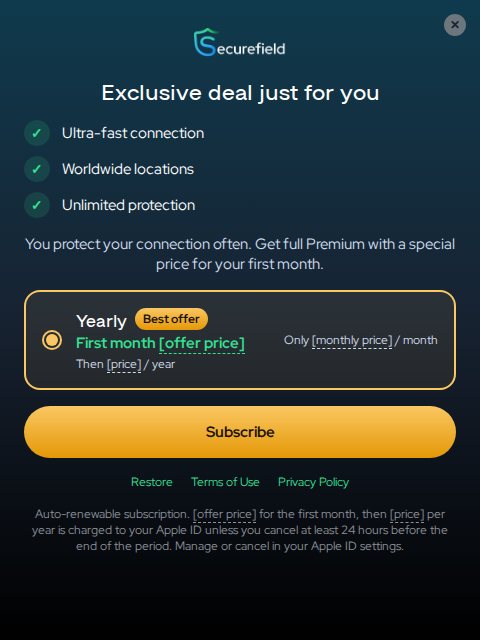 Securefield
Exclusive deal just for you
Ultra-fast connection
Worldwide locations
Unlimited protection
You protect your connection often. Get full Premium with a special
price for your first month.
Yearly Best offer
First month [offer price]
Only [monthly price] / month
Then [price] / year
Subscribe
Restore Terms of Use Privacy Policy
Auto-renewable subscription. [offer price] for the first month, then [price] per
year is charged to your Apple ID unless you cancel at least 24 hours before the
end of the period. Manage or cancel in your Apple ID settings.